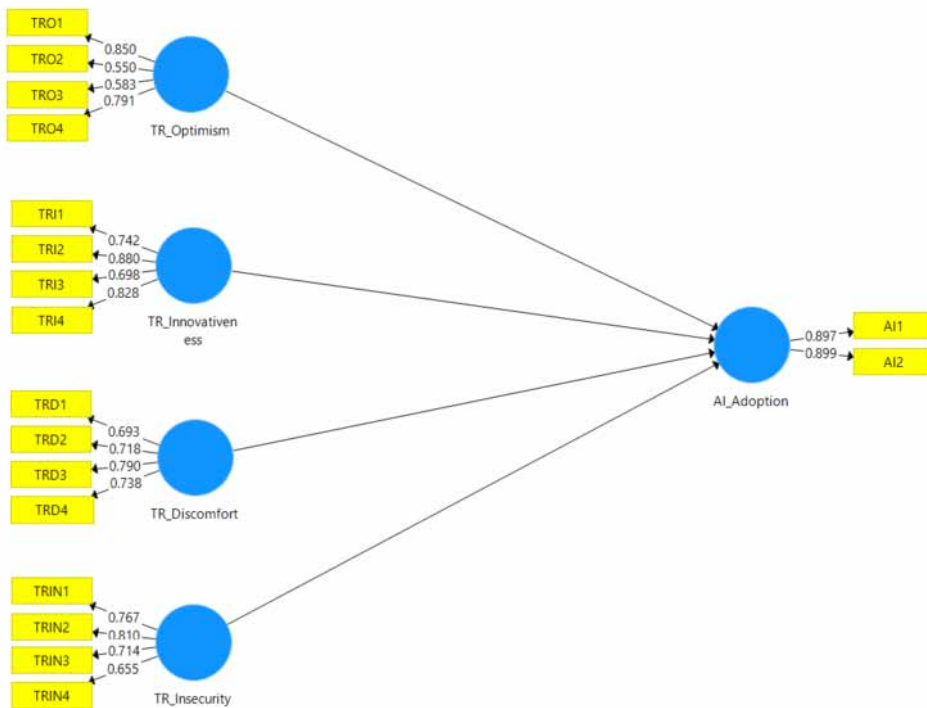 TRO1
0.850
TRO2
0.550
TRO3
0.583
0.791
TRO4
TR_Optimism
TRI1
0.742
TRI2
0.880
TRI3
0.698
0.828
TRI4
TR_Innovativen
ess
TRD1
0.693
TRD2
0.718
TRD3
0.790
0.738
TRD4
TR_Discomfort
TRIN1
0.767
TRIN2
0.810
TRIN3
0.714
0.655
TRIN4
TR_Insecurity
AI1
0.897
0.899
AI2
AI_Adoption